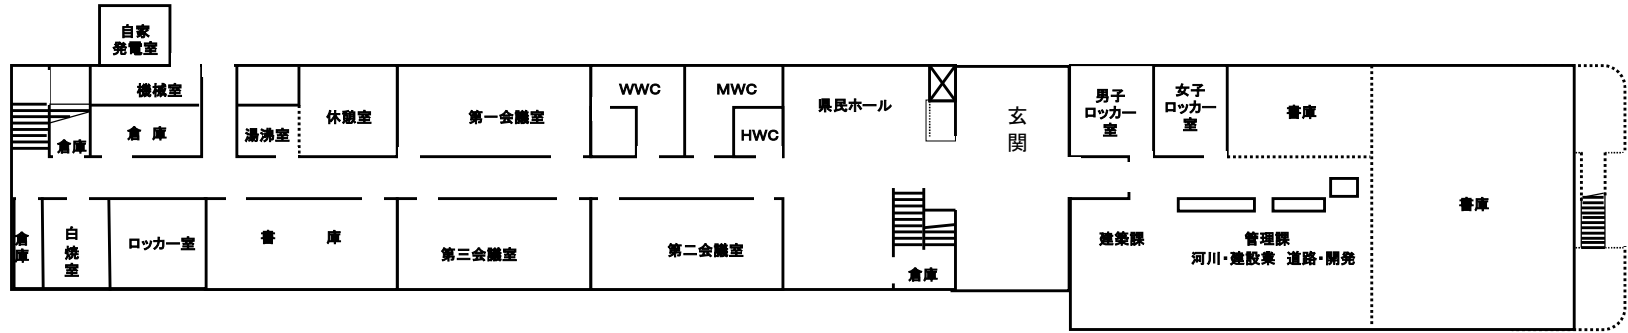 自家
発電室
機械室
倉 庫
倉庫
湯沸室
休憩室
第一会議室
WWC
MWC
HWC
県民ホール
玄
関
男子
ロッカー
室
女子
ロッカー
室
書庫
書庫
倉
庫
白
焼
室
ロッカー室
書 庫
第三会議室
第二会議室
倉庫
建築課
管理課
河川・建設業 道路・開発